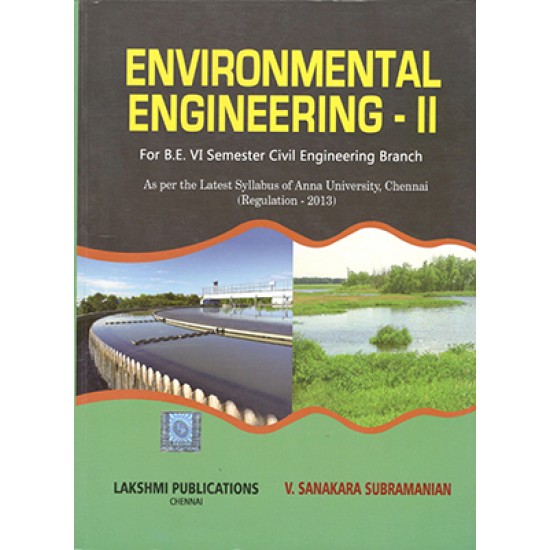 ENVIRONMENTAL
ENGINEERING - II
For B.E. VI Semester Civil Engineering Branch
As per the Latest Syllabus of Anna University, Chennai
(Regulation - 2013)
LAKSHMI PUBLICATIONS
CHENNAI
V. SANAKARA SUBRAMANIAN